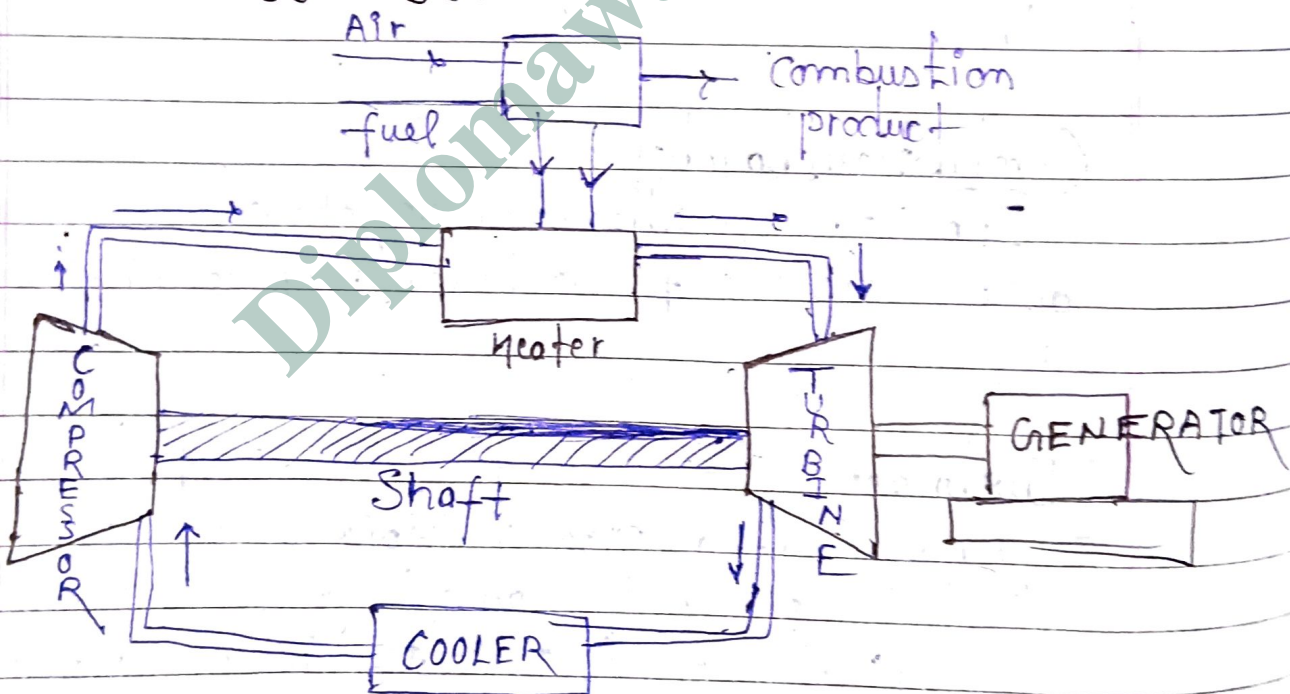 Air
Combustion
fuel
product
Heater
COMPRESSOR
TURBINE
GENERATOR
Shaft
COOLER
Diplomaw